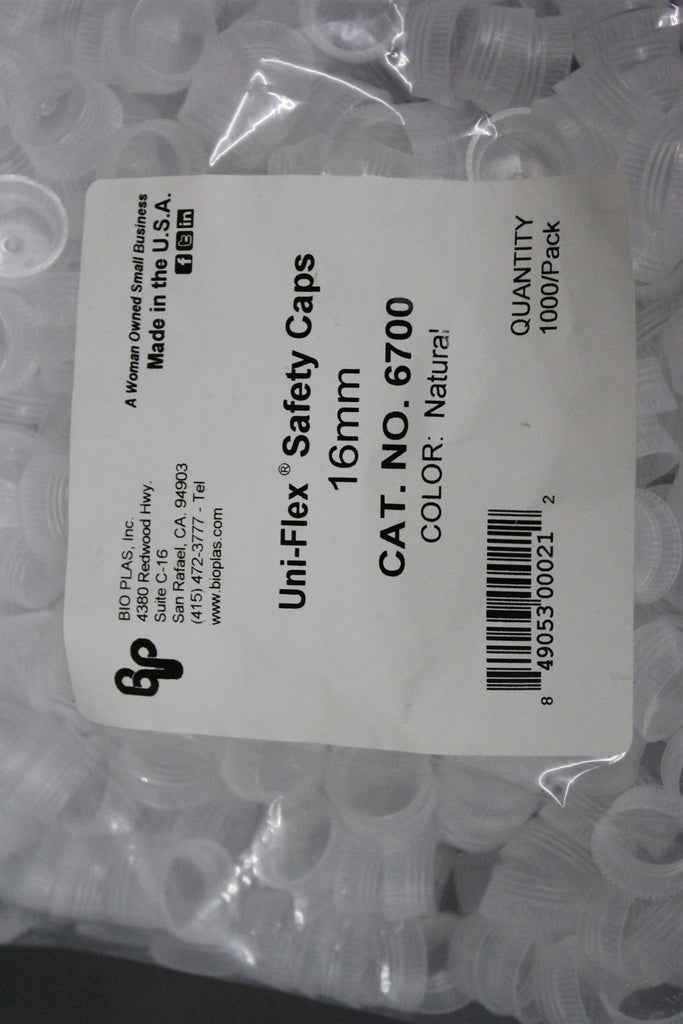 BP
BIO PLAS, Inc.
4380 Redwood Hwy.
Suite C-16
San Rafael, CA. 94903
(415) 472-3777 - Tel
www.bioplas.com
A Woman Owned Small Business
Made in the U.S.A.
Uni-Flex® Safety Caps
16mm
CAT. NO. 6700
COLOR: Natural
8 49053 00021 2
QUANTITY
1000/Pack